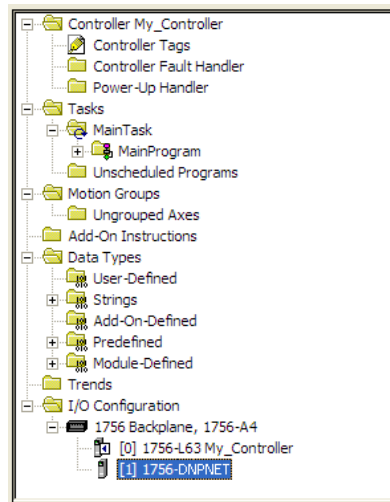 Controller My_Controller
Controller Tags
Controller Fault Handler
Power-Up Handler
Tasks
MainTask
MainProgram
Unscheduled Programs
Motion Groups
Ungrouped Axes
Add-On Instructions
Data Types
User-Defined
Strings
Add-On-Defined
Predefined
Module-Defined
Trends
I/O Configuration
1756 Backplane, 1756-A4
[0] 1756-L63 My_Controller
[1] 1756-DNPNET